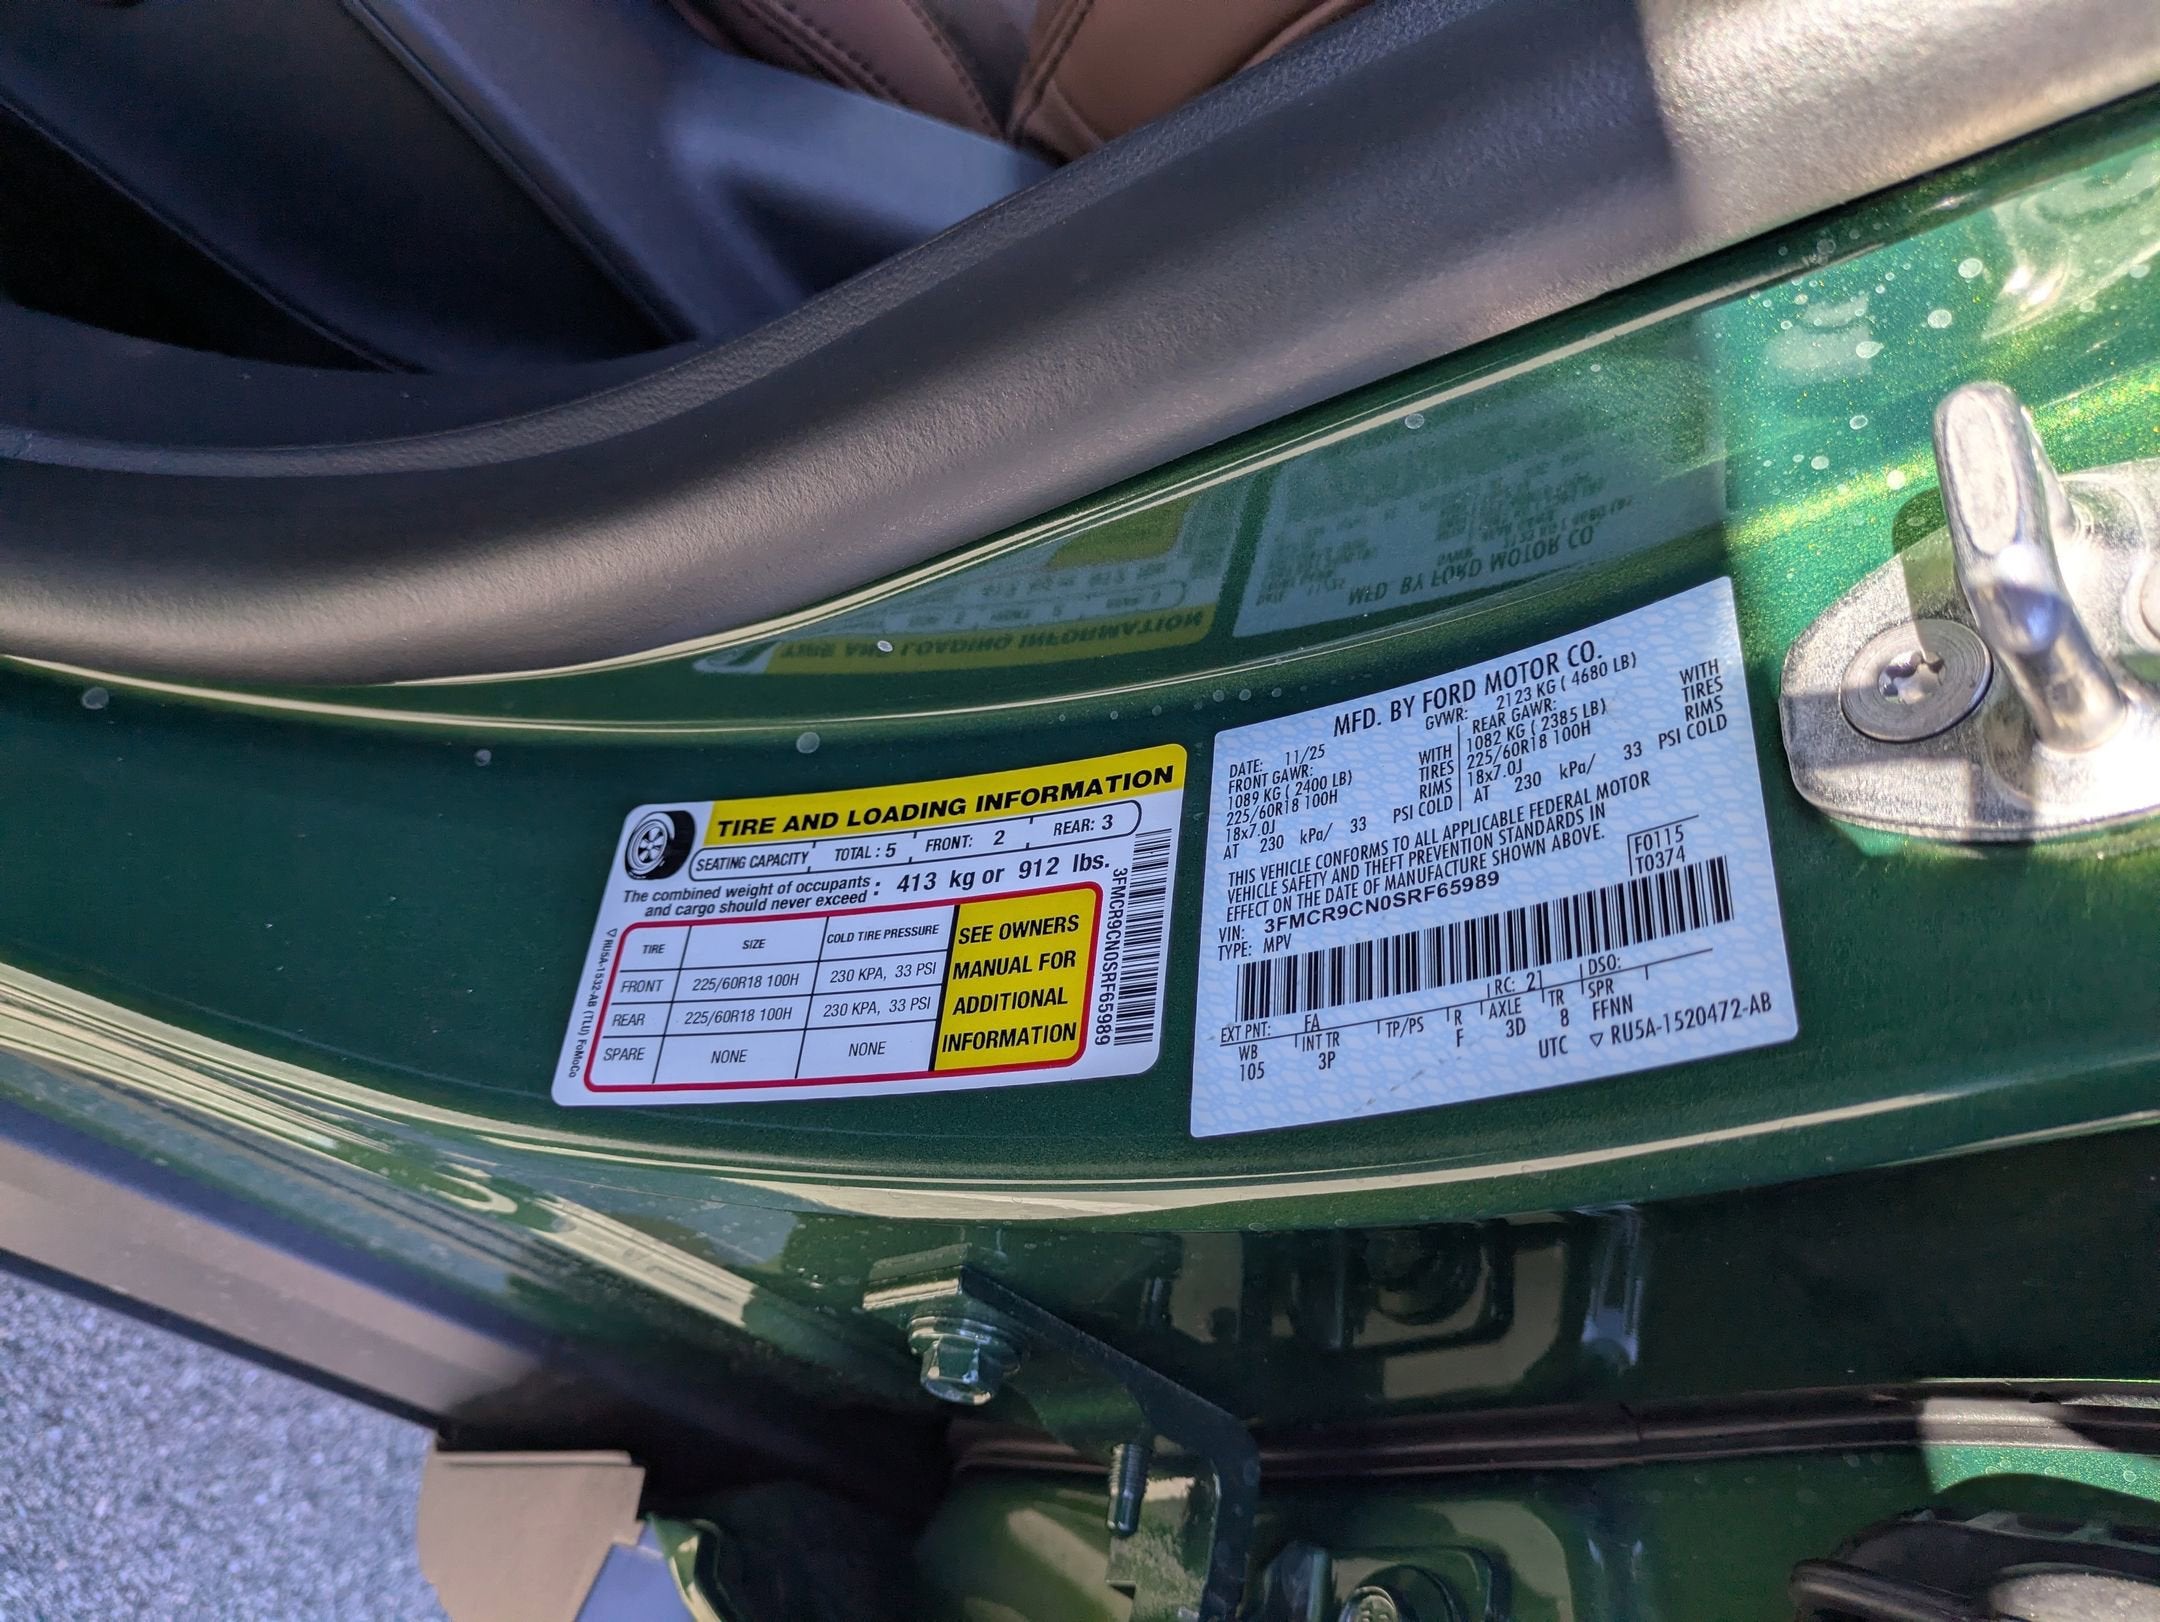 TIRE AND LOADING INFORMATION
SEATING CAPACITY TOTAL : 5 FRONT: 2 REAR: 3
The combined weight of occupants and cargo should never exceed : 413 kg or 912 lbs.
TIRE SIZE COLD TIRE PRESSURE
FRONT 225/60R18 100H 230 KPA, 33 PSI
REAR 225/60R18 100H 230 KPA, 33 PSI
SPARE NONE NONE
SEE OWNERS
MANUAL FOR
ADDITIONAL
INFORMATION
3FMCR9CN0SRF65989
▽ RU5A-1532-AB (TLU) FoMoCo
MFD. BY FORD MOTOR CO.
DATE: 11/25 GVWR: 2123 KG ( 4680 LB)
FRONT GAWR: REAR GAWR:
1089 KG ( 2400 LB) WITH 1082 KG ( 2385 LB) WITH
225/60R18 100H TIRES 225/60R18 100H TIRES
18x7.0J RIMS 18x7.0J RIMS
AT 230 kPa/ 33 PSI COLD AT 230 kPa/ 33 PSI COLD
THIS VEHICLE CONFORMS TO ALL APPLICABLE FEDERAL MOTOR
VEHICLE SAFETY AND THEFT PREVENTION STANDARDS IN
EFFECT ON THE DATE OF MANUFACTURE SHOWN ABOVE.
VIN: 3FMCR9CN0SRF65989
TYPE: MPV
F0115
T0374
EXT PNT: FA RC: 21 DSO:
WB INT TR TP/PS R AXLE TR SPR
105 3P F 3D 8 FFNN
UTC ▽ RU5A-1520472-AB